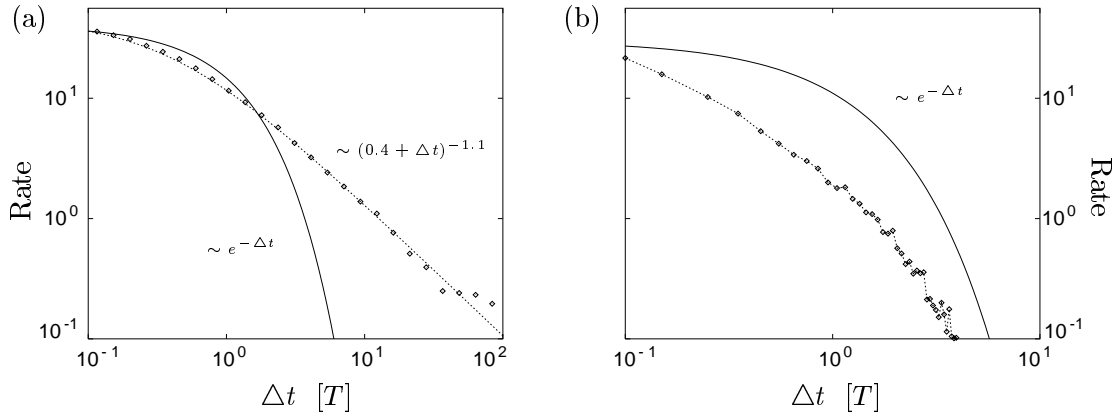 (a)
Rate
10^1
10^0
10^-1
∼ (0.4 + △t)^−1.1
∼ e^−△t
10^-1 10^0 10^1 10^2
△t [T]
(b)
∼ e^−△t
10^1
10^0
10^-1
Rate
10^-1 10^0 10^1
△t [T]